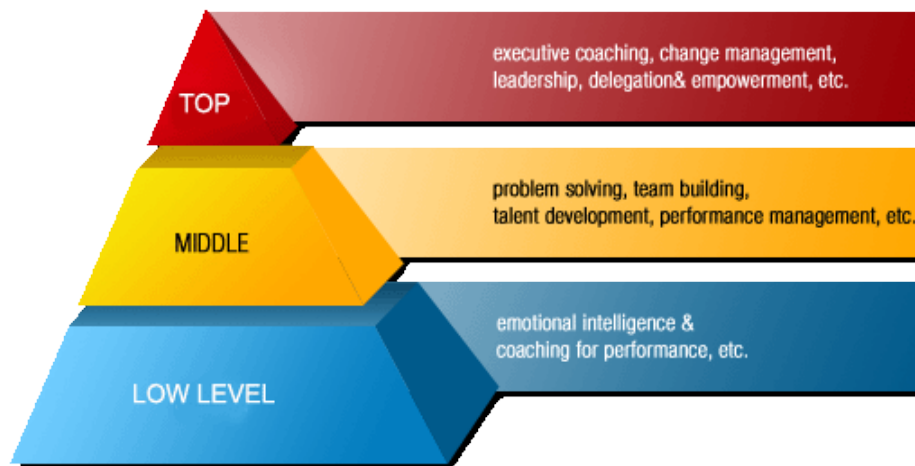 TOP
executive coaching, change management,
leadership, delegation& empowerment, etc.
MIDDLE
problem solving, team building,
talent development, performance management, etc.
LOW LEVEL
emotional intelligence &
coaching for performance, etc.